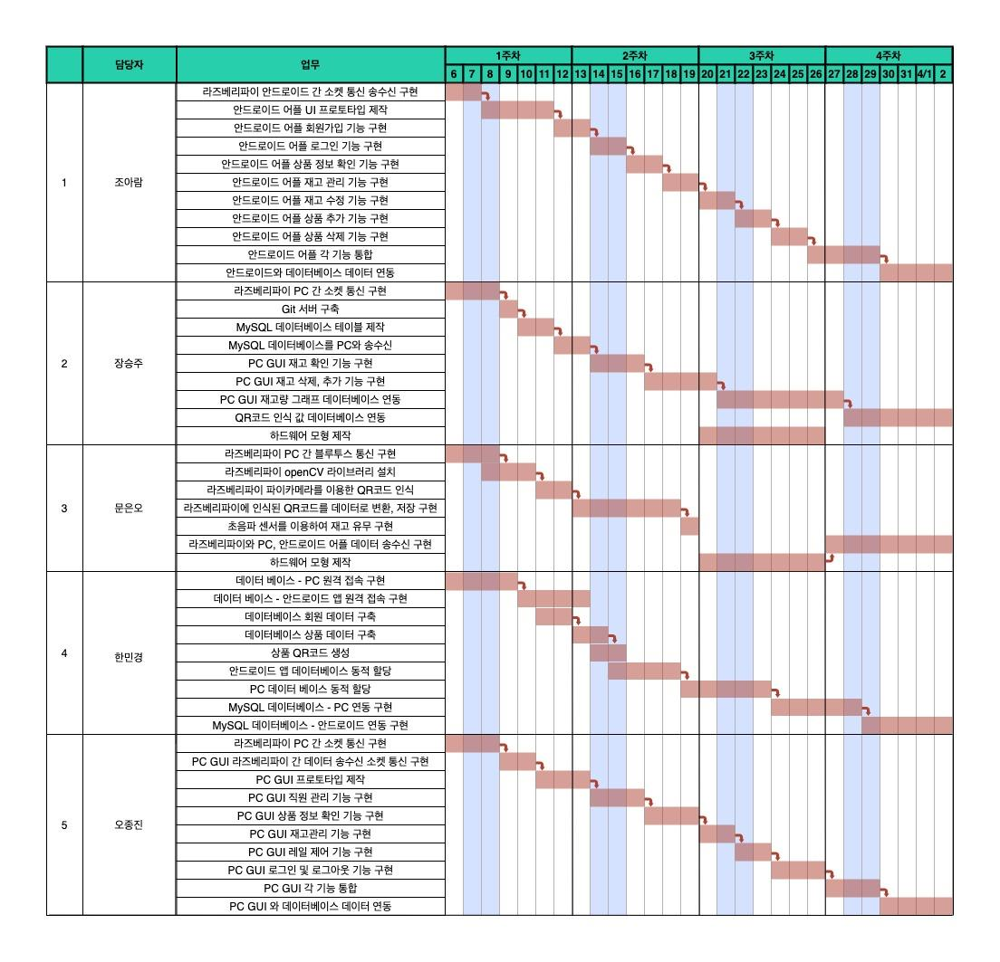 담당자 업무 1주차 2주차 3주차 4주차
6 7 8 9 10 11 12 13 14 15 16 17 18 19 20 21 22 23 24 25 26 27 28 29 30 31 4/1 2
1 조아람
라즈베리파이 안드로이드 간 소켓 통신 송수신 구현
안드로이드 어플 UI 프로토타입 제작
안드로이드 어플 회원가입 기능 구현
안드로이드 어플 로그인 기능 구현
안드로이드 어플 상품 정보 확인 기능 구현
안드로이드 어플 재고 관리 기능 구현
안드로이드 어플 재고 수정 기능 구현
안드로이드 어플 상품 추가 기능 구현
안드로이드 어플 상품 삭제 기능 구현
안드로이드 어플 각 기능 통합
안드로이드와 데이터베이스 데이터 연동
2 장승주
라즈베리파이 PC 간 소켓 통신 구현
Git 서버 구축
MySQL 데이터베이스 테이블 제작
MySQL 데이터베이스를 PC와 송수신
PC GUI 재고 확인 기능 구현
PC GUI 재고 삭제, 추가 기능 구현
PC GUI 재고량 그래프 데이터베이스 연동
QR코드 인식 값 데이터베이스 연동
하드웨어 모형 제작
3 문은오
라즈베리파이 PC 간 블루투스 통신 구현
라즈베리파이 openCV 라이브러리 설치
라즈베리파이 파이카메라를 이용한 QR코드 인식
라즈베리파이에 인식된 QR코드를 데이터로 변환, 저장 구현
초음파 센서를 이용하여 재고 유무 구현
라즈베리파이와 PC, 안드로이드 어플 데이터 송수신 구현
하드웨어 모형 제작
4 한민경
데이터 베이스 - PC 원격 접속 구현
데이터 베이스 - 안드로이드 앱 원격 접속 구현
데이터베이스 회원 데이터 구축
데이터베이스 상품 데이터 구축
상품 QR코드 생성
안드로이드 앱 데이터베이스 동적 할당
PC 데이터 베이스 동적 할당
MySQL 데이터베이스 - PC 연동 구현
MySQL 데이터베이스 - 안드로이드 연동 구현
5 오종진
라즈베리파이 PC 간 소켓 통신 구현
PC GUI 라즈베리파이 간 데이터 송수신 소켓 통신 구현
PC GUI 프로토타입 제작
PC GUI 직원 관리 기능 구현
PC GUI 상품 정보 확인 기능 구현
PC GUI 재고관리 기능 구현
PC GUI 레일 제어 기능 구현
PC GUI 로그인 및 로그아웃 기능 구현
PC GUI 각 기능 통합
PC GUI 와 데이터베이스 데이터 연동